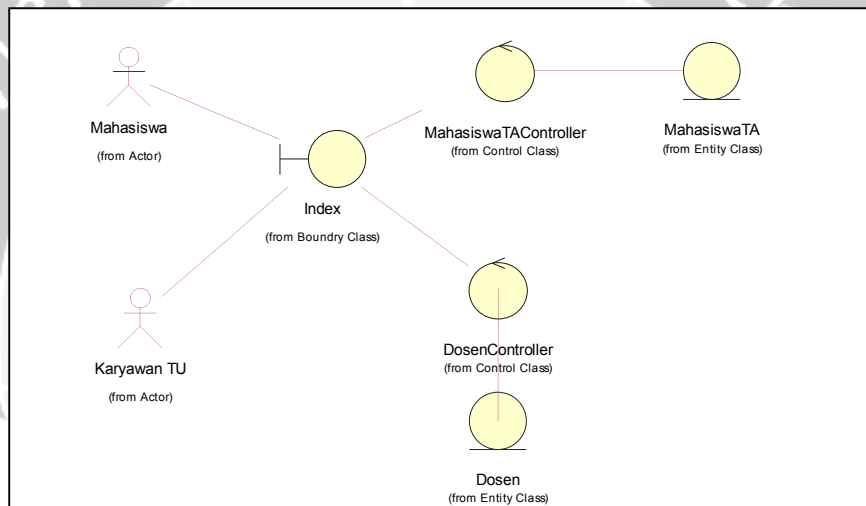 Mahasiswa
(from Actor)
MahasiswaTAController
(from Control Class)
MahasiswaTA
(from Entity Class)
Index
(from Boundry Class)
Karyawan TU
(from Actor)
DosenController
(from Control Class)
Dosen
(from Entity Class)